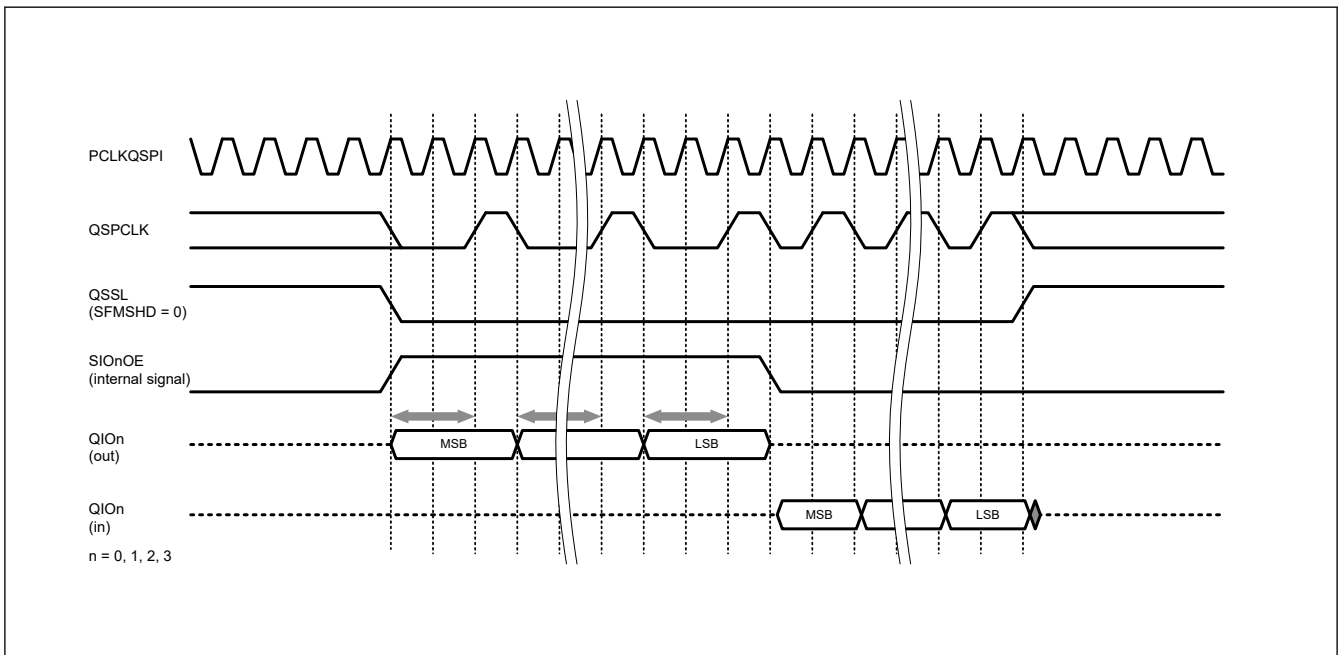 PCLKQSPI
QSPCLK
QSSL
(SFMSHD = 0)
SIOnOE
(internal signal)
QIOn
(out)
MSB
LSB
QIOn
(in)
MSB
LSB
n = 0, 1, 2, 3